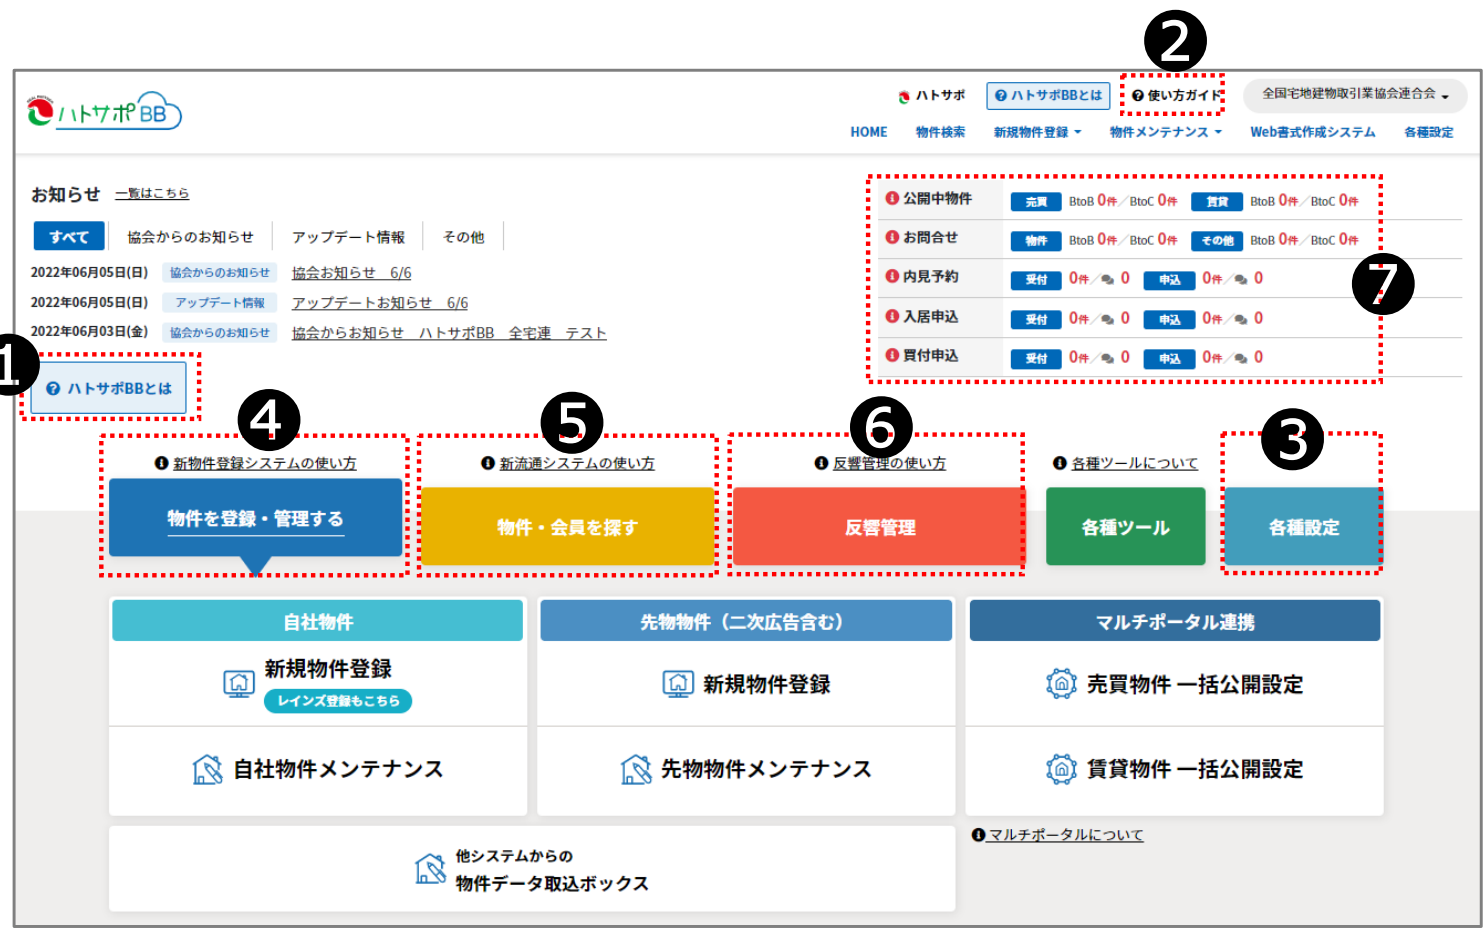 2
ハトサポBB
ハトサポ
ハトサポBBとは
使い方ガイド
全国宅地建物取引業協会連合会
HOME 物件検索 新規物件登録 物件メンテナンス Web書式作成システム 各種設定
お知らせ 一覧はこちら
すべて 協会からのお知らせ アップデート情報 その他
2022年06月05日(日) 協会からのお知らせ 協会お知らせ 6/6
2022年06月05日(日) アップデート情報 アップデートお知らせ 6/6
2022年06月03日(金) 協会からのお知らせ 協会からお知らせ ハトサポBB 全宅連 テスト
公開中物件 売買 BtoB 0件／BtoC 0件 賃貸 BtoB 0件／BtoC 0件
お問合せ 物件 BtoB 0件／BtoC 0件 その他 BtoB 0件／BtoC 0件
内見予約 受付 0件／ 0 申込 0件／ 0
入居申込 受付 0件／ 0 申込 0件／ 0
買付申込 受付 0件／ 0 申込 0件／ 0
7
1
ハトサポBBとは
4
5
6
3
新物件登録システムの使い方
新流通システムの使い方
反響管理の使い方
各種ツールについて
物件を登録・管理する
物件・会員を探す
反響管理
各種ツール
各種設定
自社物件
先物物件（二次広告含む）
マルチポータル連携
新規物件登録
レインズ登録もこちら
新規物件登録
売買物件 一括公開設定
自社物件メンテナンス
先物物件メンテナンス
賃貸物件 一括公開設定
マルチポータルについて
他システムからの
物件データ取込ボックス